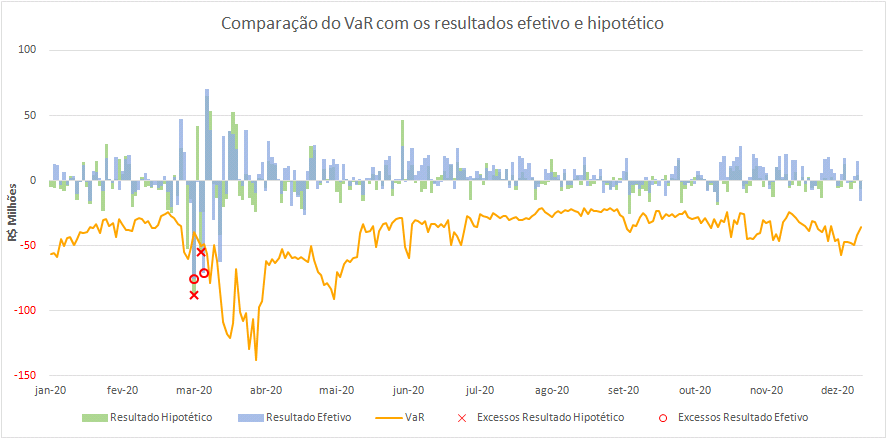 Comparação do VaR com os resultados efetivo e hipotético
100
50
0
-50
-100
-150
R$ Milhões
jan-20 fev-20 mar-20 abr-20 mai-20 jun-20 jul-20 ago-20 set-20 out-20 nov-20 dez-20
Resultado Hipotético Resultado Efetivo VaR Excessos Resultado Hipotético Excessos Resultado Efetivo